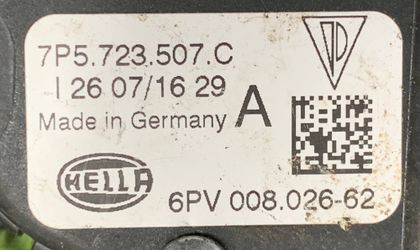 7P5.723.507.C
I 26 07/16 29
Made in Germany A
HELLA
6PV 008.026-62